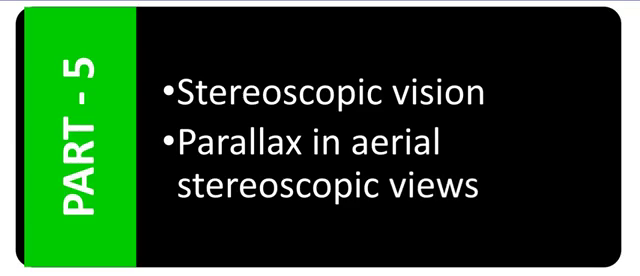 PART - 5
•Stereoscopic vision
•Parallax in aerial
stereoscopic views